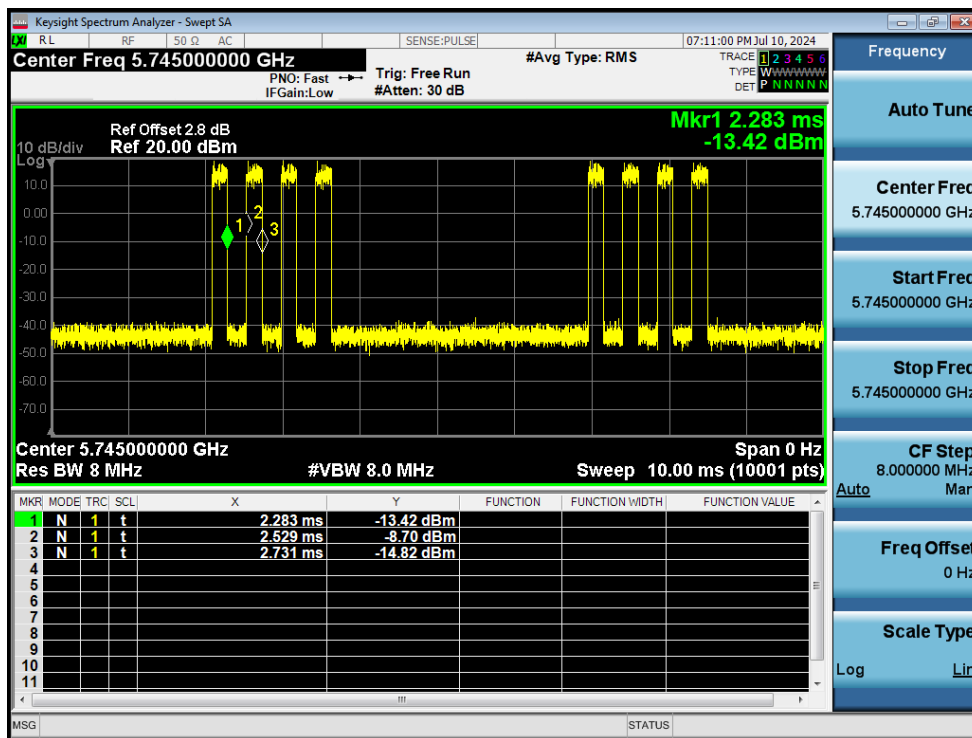 Keysight Spectrum Analyzer - Swept SA
LXI RL RF 50 Ω AC SENSE:PULSE 07:11:00 PM Jul 10, 2024
Center Freq 5.745000000 GHz #Avg Type: RMS TRACE 1 2 3 4 5 6
PNO: Fast Trig: Free Run TYPE WWWWWW
IFGain:Low #Atten: 30 dB DET P N N N N N
Mkr1 2.283 ms
-13.42 dBm
Ref Offset 2.8 dB
10 dB/div Ref 20.00 dBm
Log
10.0
0.00
-10.0
-20.0
-30.0
-40.0
-50.0
-60.0
-70.0
1
2
3
Center 5.745000000 GHz Span 0 Hz
Res BW 8 MHz #VBW 8.0 MHz Sweep 10.00 ms (10001 pts)
MKR MODE TRC SCL X Y FUNCTION FUNCTION WIDTH FUNCTION VALUE
1 N 1 t 2.283 ms -13.42 dBm
2 N 1 t 2.529 ms -8.70 dBm
3 N 1 t 2.731 ms -14.82 dBm
4
5
6
7
8
9
10
11
MSG STATUS
Frequency
Auto Tune
Center Freq
5.745000000 GHz
Start Freq
5.745000000 GHz
Stop Freq
5.745000000 GHz
CF Step
8.000000 MHz
Auto Man
Freq Offset
0 Hz
Scale Type
Log Lin